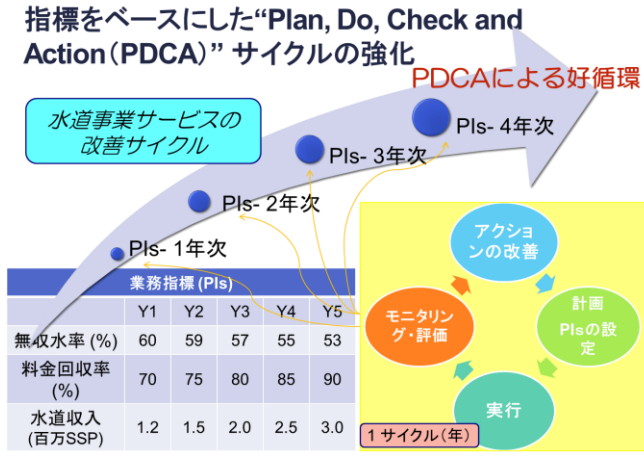 指標をベースにした“Plan, Do, Check and
Action（PDCA）” サイクルの強化
PDCAによる好循環
水道事業サービスの
改善サイクル
PIs- 4年次
PIs- 3年次
PIs- 2年次
PIs- 1年次
業務指標 (PIs)
Y1 Y2 Y3 Y4 Y5
無収水率 (%) 60 59 57 55 53
料金回収率
(%) 70 75 80 85 90
水道収入
(百万SSP) 1.2 1.5 2.0 2.5 3.0
アクショ
ンの改善
計画
PIsの設
定
実行
モニタリン
グ・評価
1 サイクル（年）